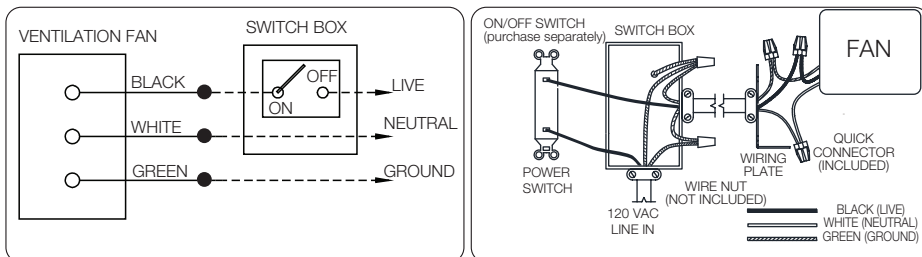 VENTILATION FAN
SWITCH BOX
BLACK
OFF
ON
LIVE
WHITE
NEUTRAL
GREEN
GROUND
ON/OFF SWITCH
(purchase separately)
SWITCH BOX
FAN
POWER
SWITCH
120 VAC
LINE IN
WIRE NUT
(NOT INCLUDED)
WIRING
PLATE
QUICK
CONNECTOR
(INCLUDED)
BLACK (LIVE)
WHITE (NEUTRAL)
GREEN (GROUND)